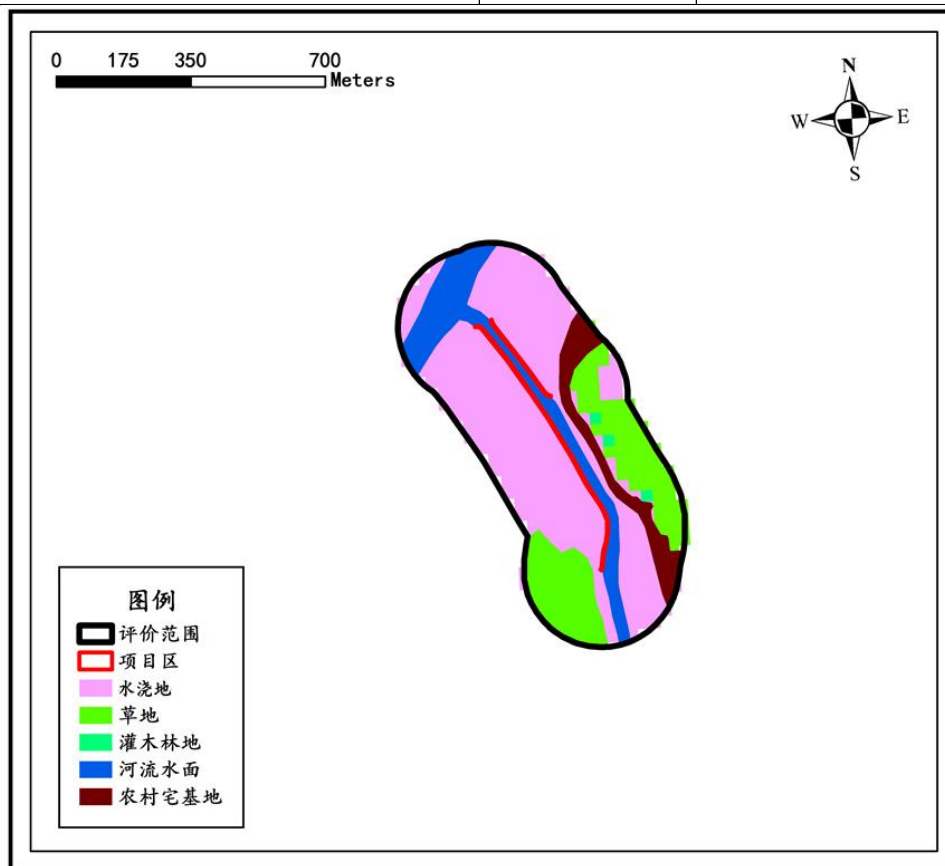 0 175 350 700
Meters
N
W E
S
图例
评价范围
项目区
水浇地
草地
灌木林地
河流水面
农村宅基地